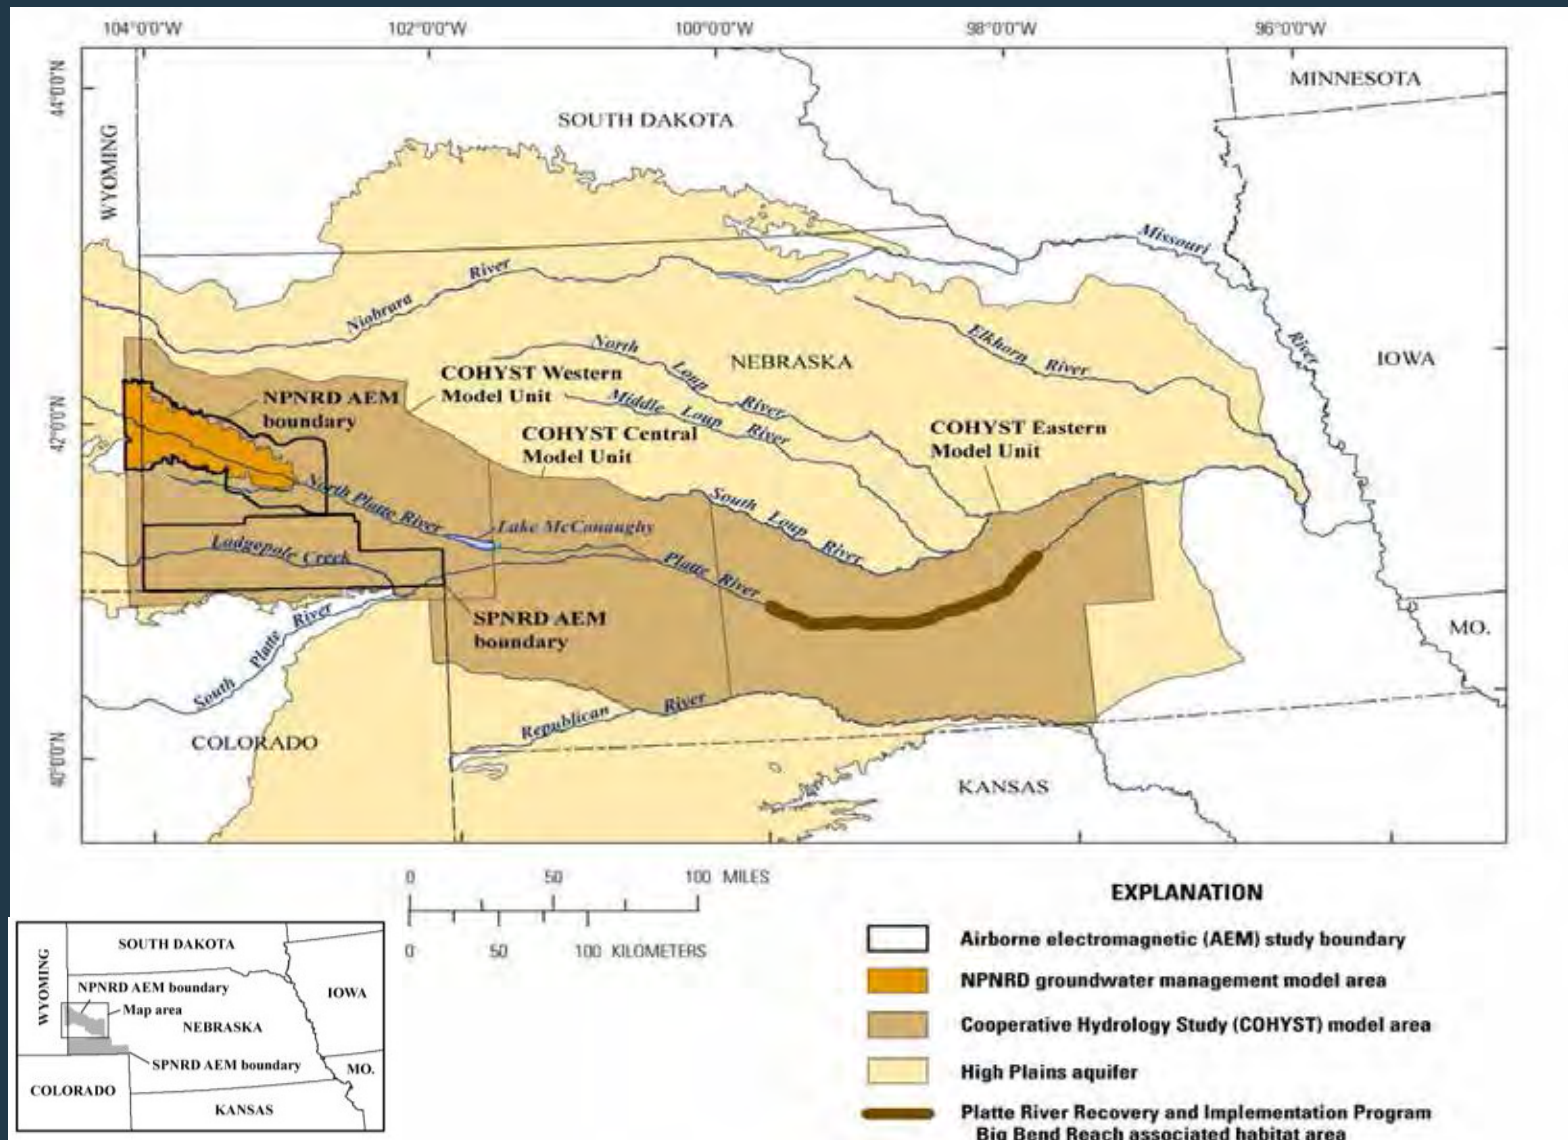 104°0'0"W
102°0'0"W
100°0'0"W
98°0'0"W
96°0'0"W
44°0'0"N
42°0'0"N
40°0'0"N
MINNESOTA
SOUTH DAKOTA
WYOMING
Missouri
River
Niobrara River
Elkhorn River
North Loup River
NEBRASKA
IOWA
COHYST Western
Model Unit
NPNRD AEM
boundary
Middle Loup River
COHYST Central
Model Unit
COHYST Eastern
Model Unit
North Platte River
South Loup River
Lake McConaughy
Lodgepole Creek
Platte River
SPNRD AEM
boundary
South Platte River
MO.
Republican River
COLORADO
KANSAS
0 50 100 MILES
0 50 100 KILOMETERS
EXPLANATION
Airborne electromagnetic (AEM) study boundary
NPNRD groundwater management model area
Cooperative Hydrology Study (COHYST) model area
High Plains aquifer
Platte River Recovery and Implementation Program
Big Bend Reach associated habitat area
SOUTH DAKOTA
WYOMING
NPNRD AEM boundary
IOWA
Map area
NEBRASKA
SPNRD AEM boundary
MO.
COLORADO
KANSAS